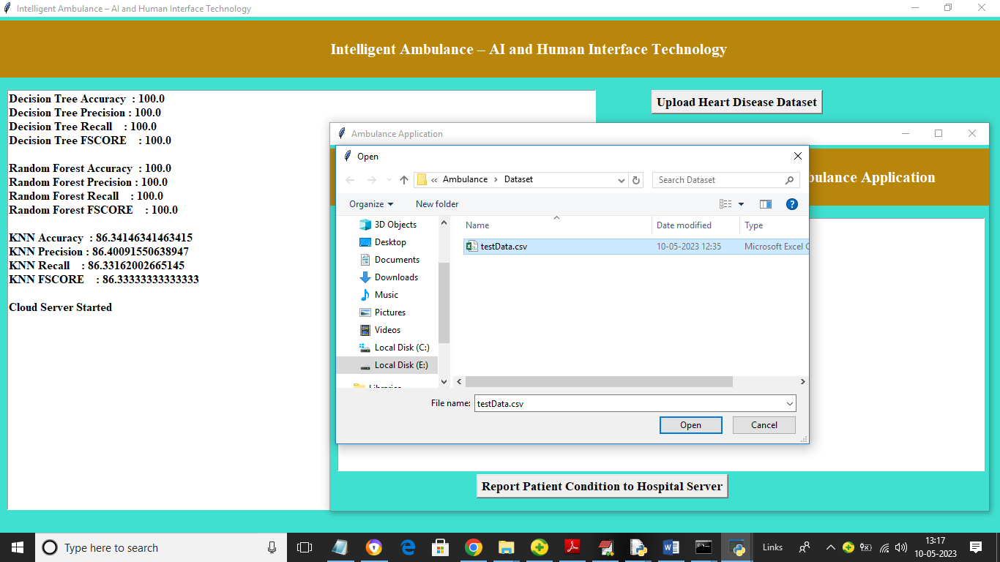 Intelligent Ambulance – AI and Human Interface Technology
Intelligent Ambulance – AI and Human Interface Technology
Decision Tree Accuracy : 100.0
Decision Tree Precision : 100.0
Decision Tree Recall : 100.0
Decision Tree FSCORE : 100.0
Random Forest Accuracy : 100.0
Random Forest Precision : 100.0
Random Forest Recall : 100.0
Random Forest FSCORE : 100.0
KNN Accuracy : 86.34146341463415
KNN Precision : 86.40091550638947
KNN Recall : 86.33162002665145
KNN FSCORE : 86.33333333333333
Cloud Server Started
Upload Heart Disease Dataset
Ambulance Application
bulance Application
Open
« Ambulance > Dataset
Search Dataset
Organize
New folder
3D Objects
Desktop
Documents
Downloads
Music
Pictures
Videos
Local Disk (C:)
Local Disk (E:)
Libraries
Name Date modified Type
testData.csv 10-05-2023 12:35 Microsoft Excel C
File name: testData.csv
Open Cancel
Report Patient Condition to Hospital Server
Type here to search
Links
13:17
10-05-2023